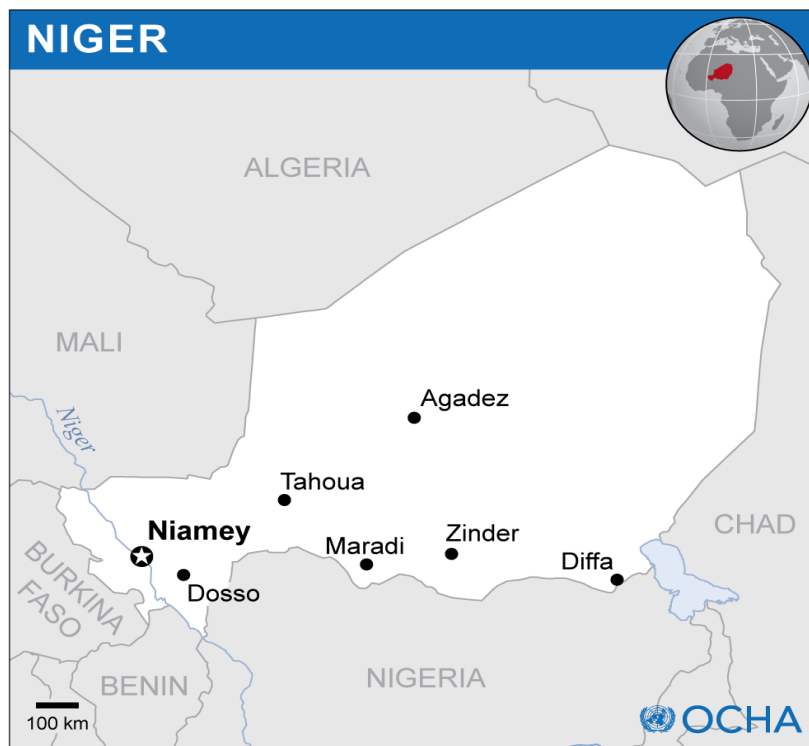 NIGER
ALGERIA
MALI
Niger
Agadez
Tahoua
Niamey
Zinder
CHAD
Maradi
Diffa
Dosso
BURKINA
FASO
NIGERIA
BENIN
100 km
OCHA